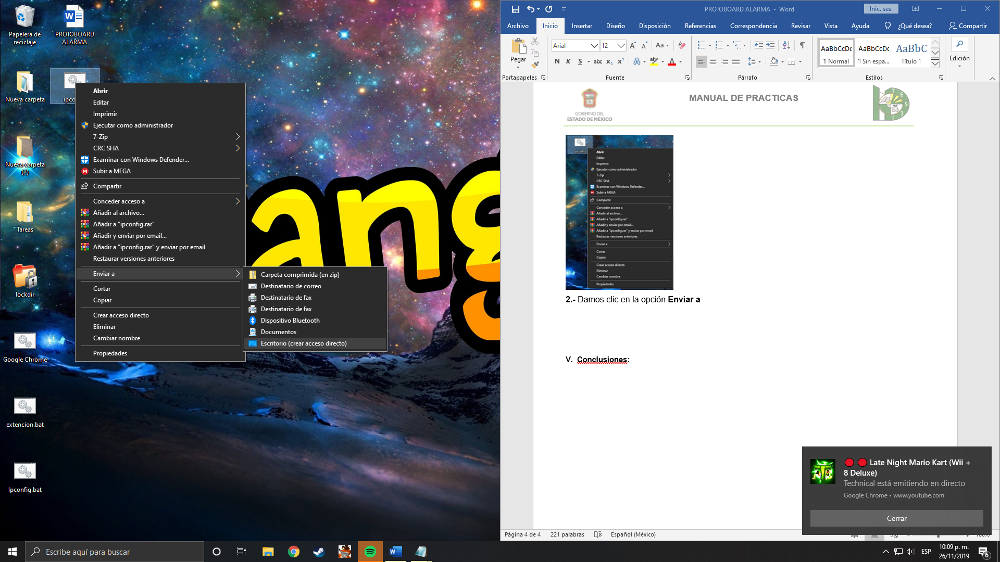 Papelera de
reciclaje
PROTOBOARD
ALARMA
Nueva carpeta
ipco
Nueva carpeta
(2)
Tareas
lockdir
Google Chrome
extencion.bat
Ipconfig.bat
Abrir
Editar
Imprimir
Ejecutar como administrador
7-Zip
CRC SHA
Examinar con Windows Defender...
Subir a MEGA
Compartir
Conceder acceso a
Añadir al archivo...
Añadir a "ipconfig.rar"
Añadir y enviar por email...
Añadir a "ipconfig.rar" y enviar por email
Restaurar versiones anteriores
Enviar a
Cortar
Copiar
Crear acceso directo
Eliminar
Cambiar nombre
Propiedades
Carpeta comprimida (en zip)
Destinatario de correo
Destinatario de fax
Destinatario de fax
Dispositivo Bluetooth
Documentos
Escritorio (crear acceso directo)
ang
PROTOBOARD ALARMA - Word
Inic. ses.
Archivo Inicio Insertar Diseño Disposición Referencias Correspondencia Revisar Vista Ayuda ¿Qué desea? Compartir
Pegar
Arial 12
Aa
N K S abc x₂ x²
A ab A
AaBbCcDc AaBbCcDc AaBbC
¶ Normal ¶ Sin espa... Título 1
Edición
Portapapeles Fuente Párrafo Estilos
GOBIERNO DEL
ESTADO DE MÉXICO
MANUAL DE PRÁCTICAS
TESJI
ipconfig
Abrir
Editar
Imprimir
Ejecutar como administrador
7-Zip
CRC SHA
Examinar con Windows Defender...
Subir a MEGA
Compartir
Conceder acceso a
Añadir al archivo...
Añadir a "ipconfig.rar"
Añadir y enviar por email...
Añadir a "ipconfig.rar" y enviar por email
Restaurar versiones anteriores
Enviar a
Cortar
Copiar
Crear acceso directo
Eliminar
Cambiar nombre
Propiedades
2.- Damos clic en la opción Enviar a
V. Conclusiones:
Late Night Mario Kart (Wii +
8 Deluxe)
Technical está emitiendo en directo
Google Chrome • www.youtube.com
Cerrar
Página 4 de 4 221 palabras Español (México)
Escribe aquí para buscar
ESP
10:09 p. m.
26/11/2019
6